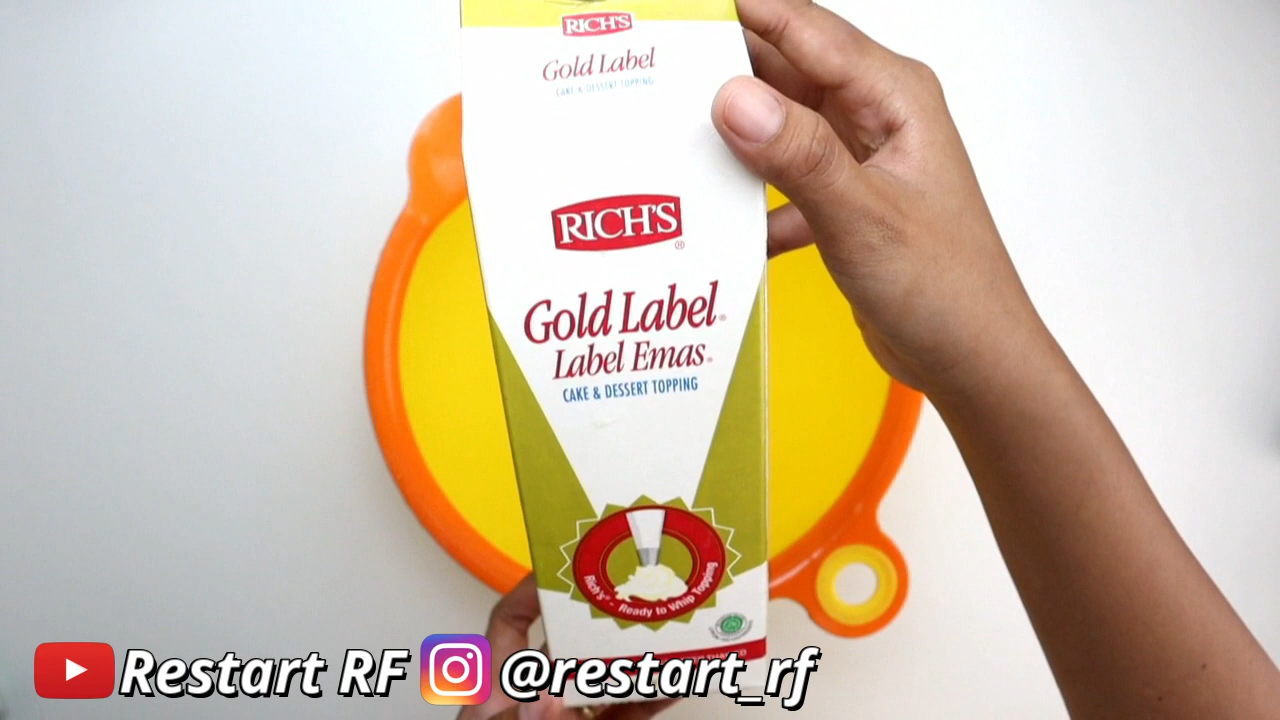 RICH'S
Gold Label
CAKE & DESSERT TOPPING
RICH'S®
Gold Label®
Label Emas®
CAKE & DESSERT TOPPING
Rich's® - Ready to Whip Topping
Restart RF @restart_rf